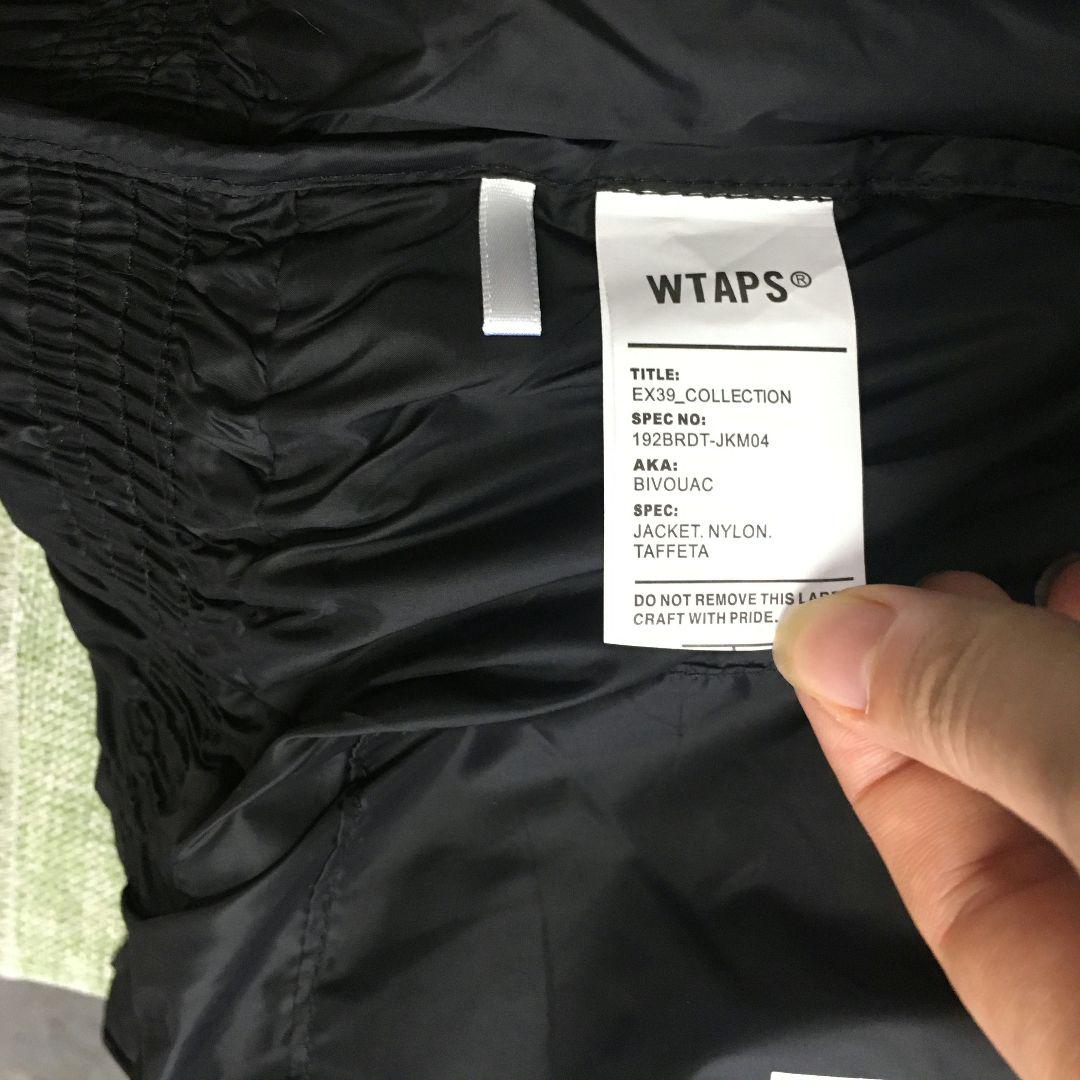 WTAPS®
TITLE:
EX39_COLLECTION
SPEC NO:
192BRDT-JKM04
AKA:
BIVOUAC
SPEC:
JACKET. NYLON.
TAFFETA
DO NOT REMOVE THIS
CRAFT WITH PRIDE.